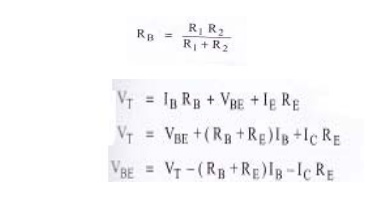 R_B = R_1 R_2 / R_1 + R_2
V_T = I_B R_B + V_BE + I_E R_E
V_T = V_BE + ( R_B + R_E ) I_B + I_C R_E
V_BE = V_T - ( R_B + R_E ) I_B - I_C R_E